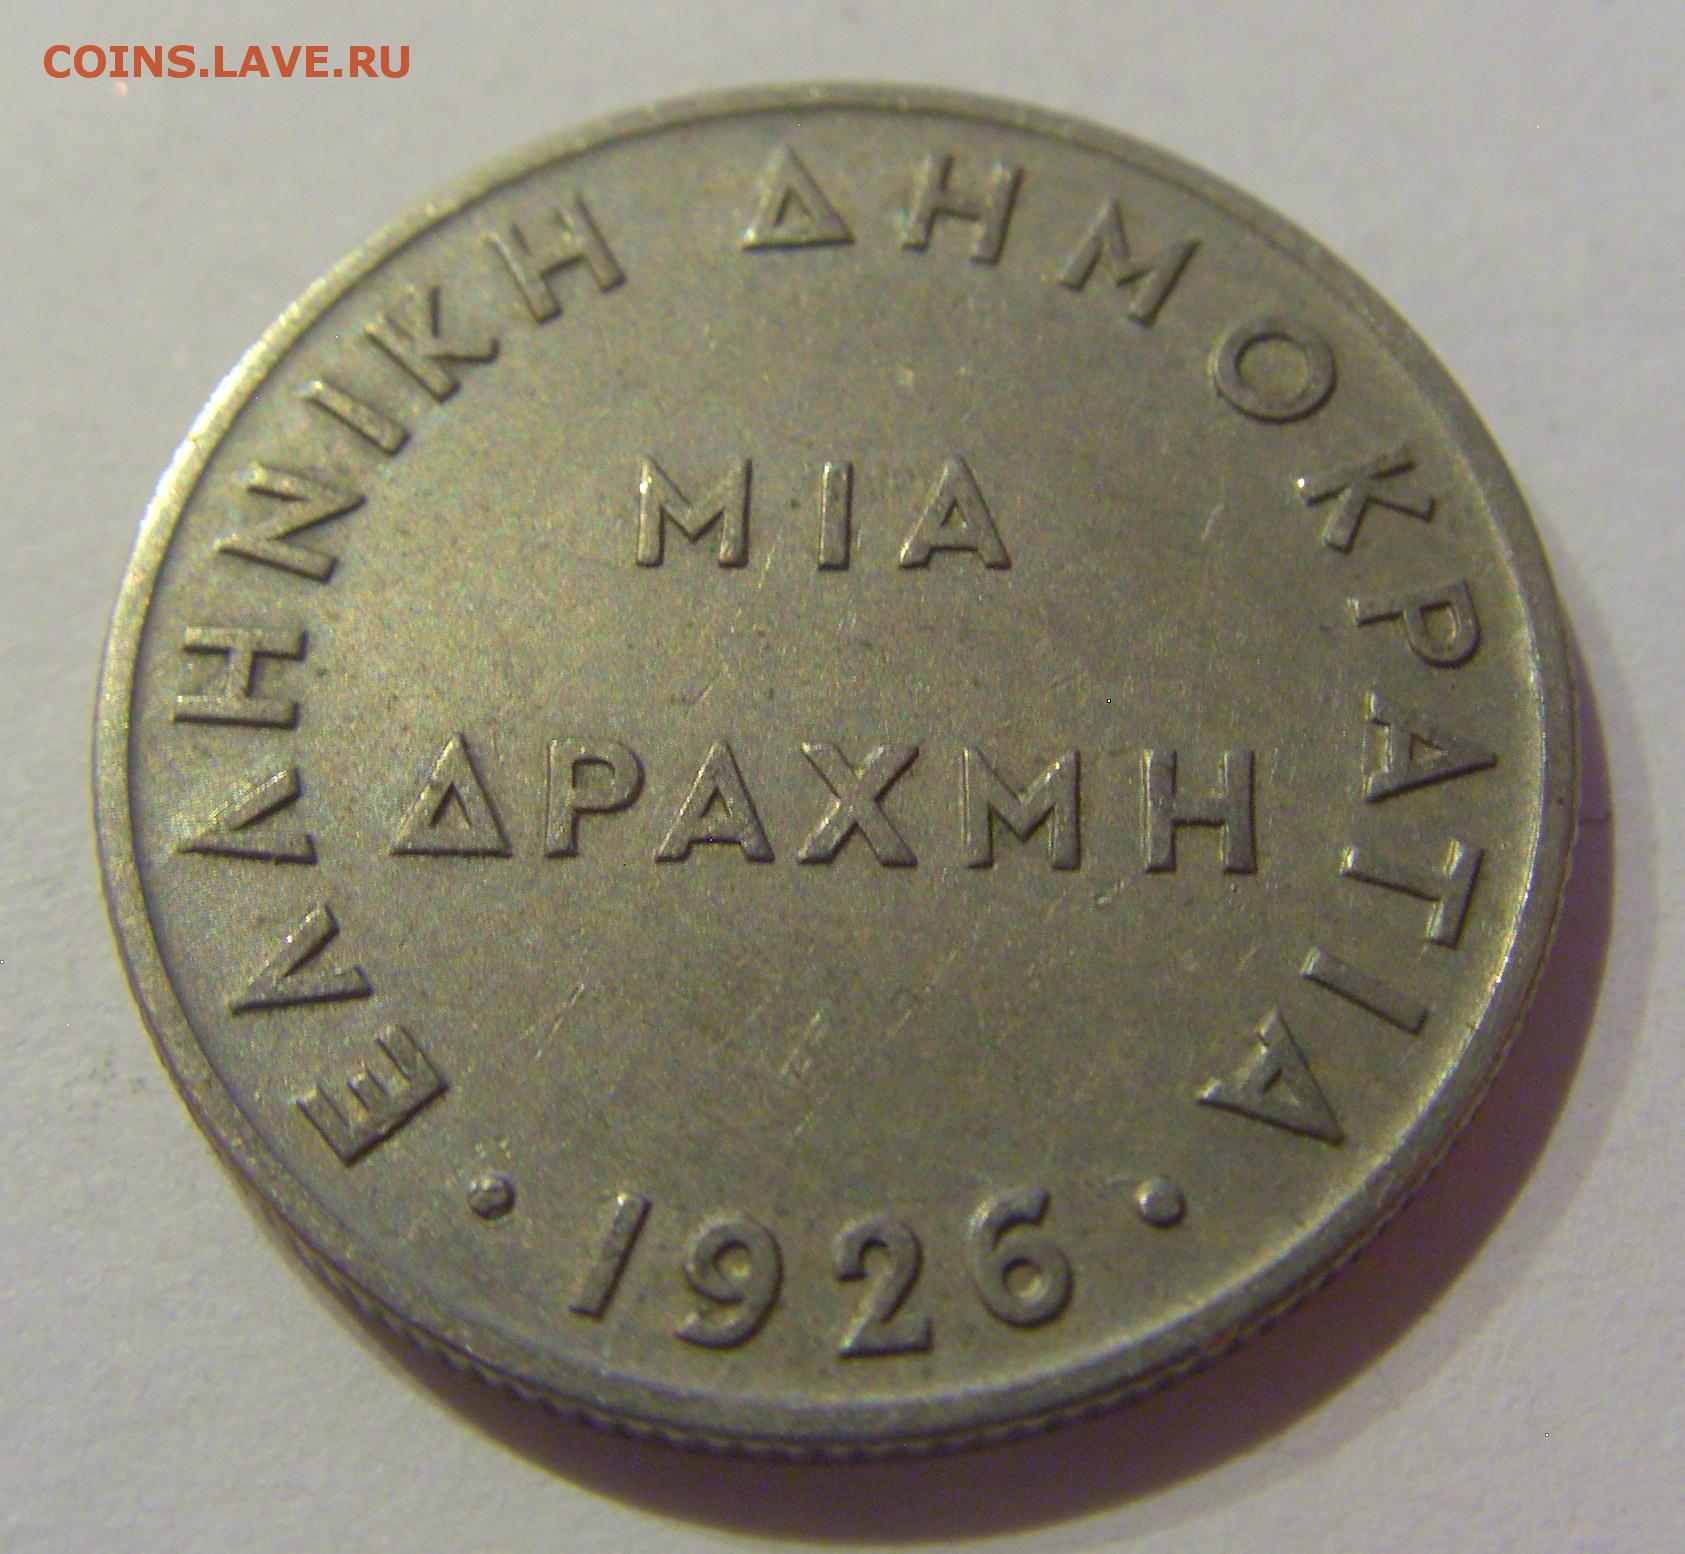 COINS.LAVE.RU
ΕΛΛΗΝΙΚΗ ΔΗΜΟΚΡΑΤΙΑ
ΜΙΑ
ΔΡΑΧΜΗ
· 1926 ·